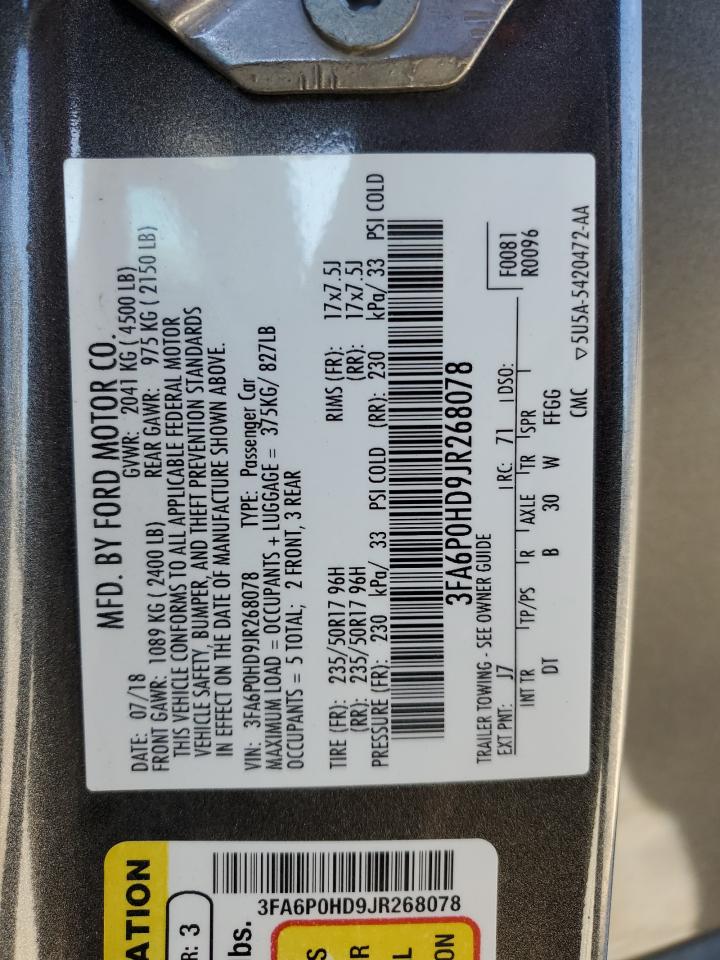 MFD. BY FORD MOTOR CO.
DATE: 07/18 GVWR: 2041 KG ( 4500 LB)
FRONT GAWR: 1089 KG ( 2400 LB) REAR GAWR: 975 KG ( 2150 LB)
THIS VEHICLE CONFORMS TO ALL APPLICABLE FEDERAL MOTOR
VEHICLE SAFETY, BUMPER, AND THEFT PREVENTION STANDARDS
IN EFFECT ON THE DATE OF MANUFACTURE SHOWN ABOVE.
VIN: 3FA6P0HD9JR268078 TYPE: Passenger Car
MAXIMUM LOAD = OCCUPANTS + LUGGAGE = 375KG/ 827LB
OCCUPANTS = 5 TOTAL; 2 FRONT, 3 REAR
TIRE (FR): 235/50R17 96H RIMS (FR): 17x7.5J
(RR): 235/50R17 96H (RR): 17x7.5J
PRESSURE (FR): 230 kPa/ 33 PSI COLD (RR): 230 kPa/ 33 PSI COLD
3FA6P0HD9JR268078
TRAILER TOWING - SEE OWNER GUIDE F0081
EXT PNT: J7 RC: 71 DSO: R0096
INT TR TP/PS R AXLE TR SPR
DT B 30 W FFGG
CMC ▽5U5A-5420472-AA
ATION
R: 3
bs.
3FA6P0HD9JR268078
S
R
L
ON